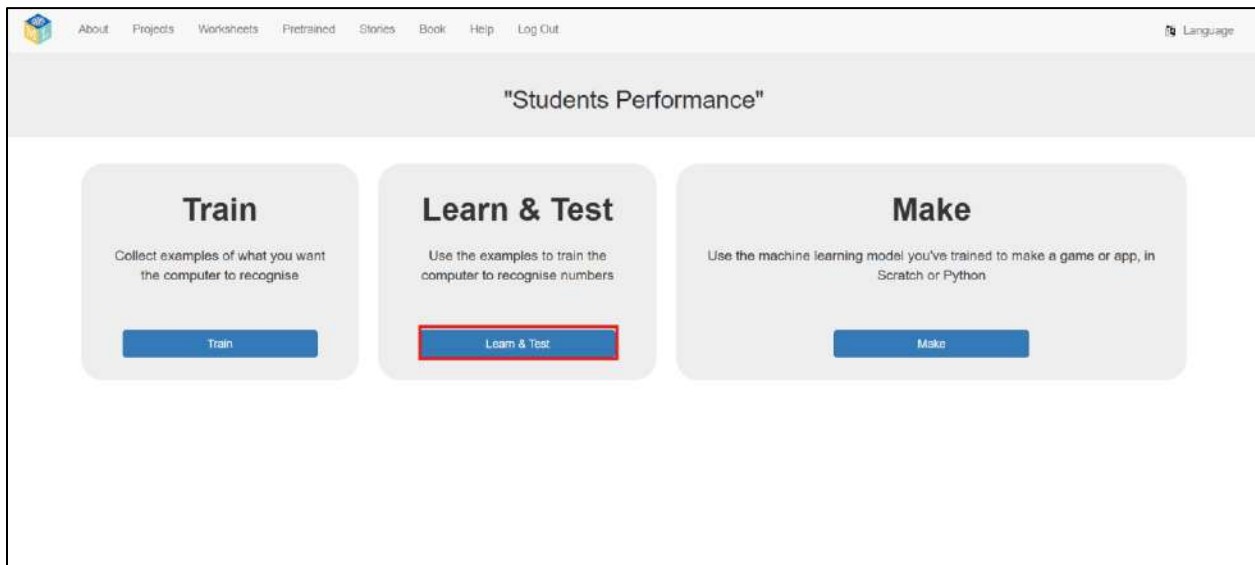 About Projects Worksheets Pretrained Stories Book Help Log Out Language
"Students Performance"
Train
Collect examples of what you want
the computer to recognise
Train
Learn & Test
Use the examples to train the
computer to recognise numbers
Learn & Test
Make
Use the machine learning model you've trained to make a game or app, in
Scratch or Python
Make